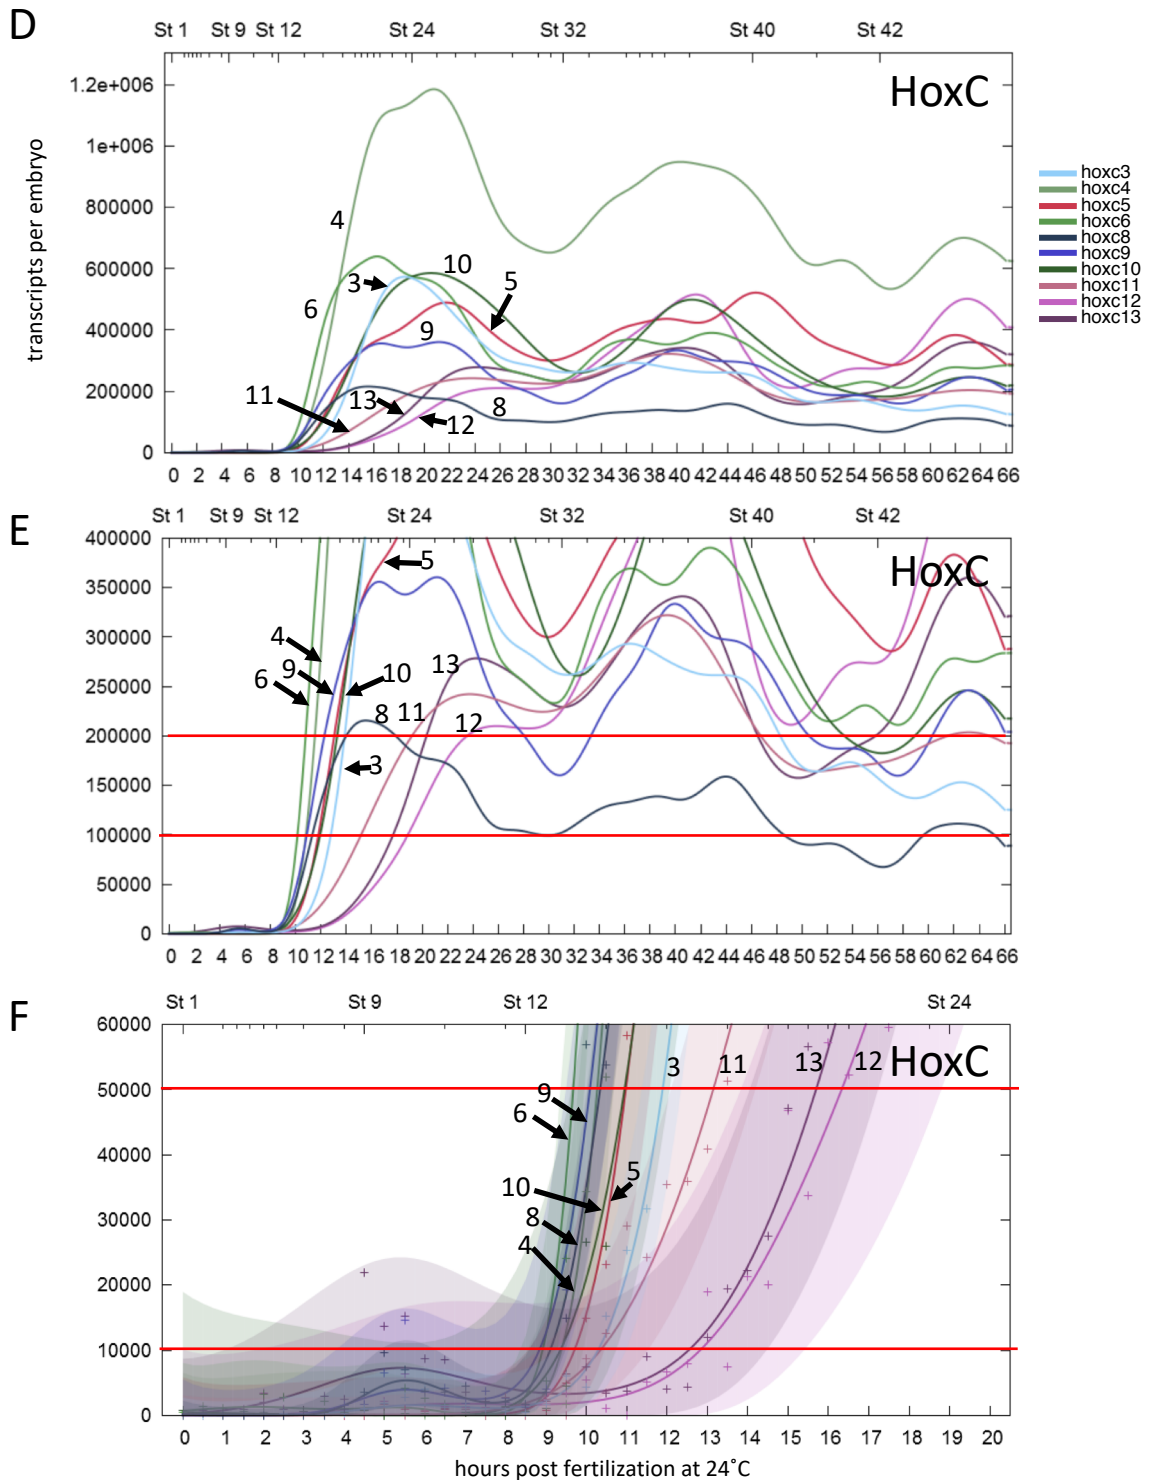 D
St 1 St 9 St 12 St 24 St 32 St 40 St 42
HoxC
transcripts per embryo
1.2e+006
1e+006
800000
600000
400000
200000
0
4
6
3
10
5
9
11
13
12
8
0 2 4 6 8 10 12 14 16 18 20 22 24 26 28 30 32 34 36 38 40 42 44 46 48 50 52 54 56 58 60 62 64 66
hoxc3
hoxc4
hoxc5
hoxc6
hoxc8
hoxc9
hoxc10
hoxc11
hoxc12
hoxc13
E
St 1 St 9 St 12 St 24 St 32 St 40 St 42
HoxC
400000
350000
300000
250000
200000
150000
100000
50000
0
5
4
9
6
10
13
8
11
12
3
0 2 4 6 8 10 12 14 16 18 20 22 24 26 28 30 32 34 36 38 40 42 44 46 48 50 52 54 56 58 60 62 64 66
F
St 1 St 9 St 12 St 24
HoxC
60000
50000
40000
30000
20000
10000
0
3
11
13
12
9
6
5
10
8
4
0 1 2 3 4 5 6 7 8 9 10 11 12 13 14 15 16 17 18 19 20
hours post fertilization at 24˚C